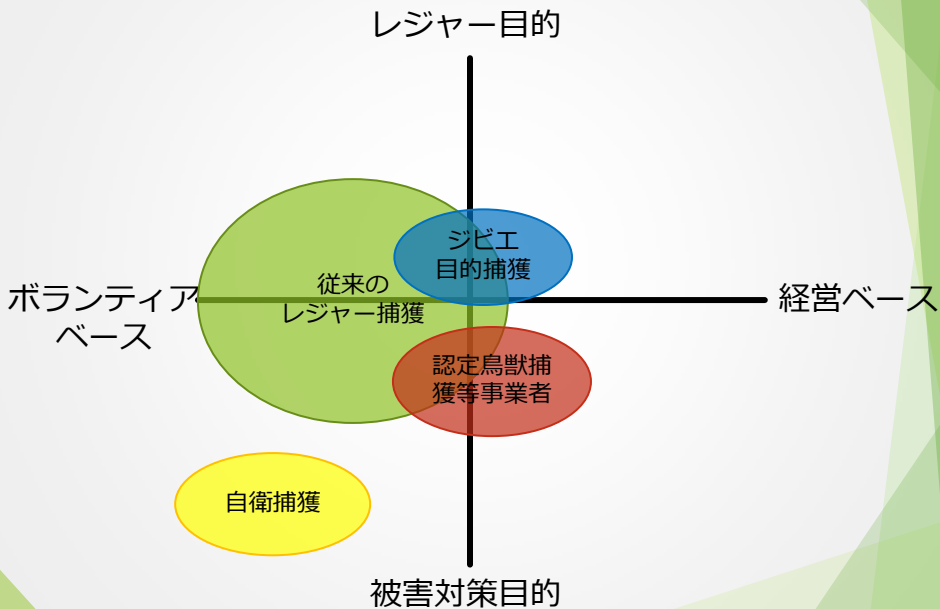 レジャー目的
ジビエ
目的捕獲
従来の
レジャー捕獲
ボランティア
ベース
経営ベース
認定鳥獣捕
獲等事業者
自衛捕獲
被害対策目的